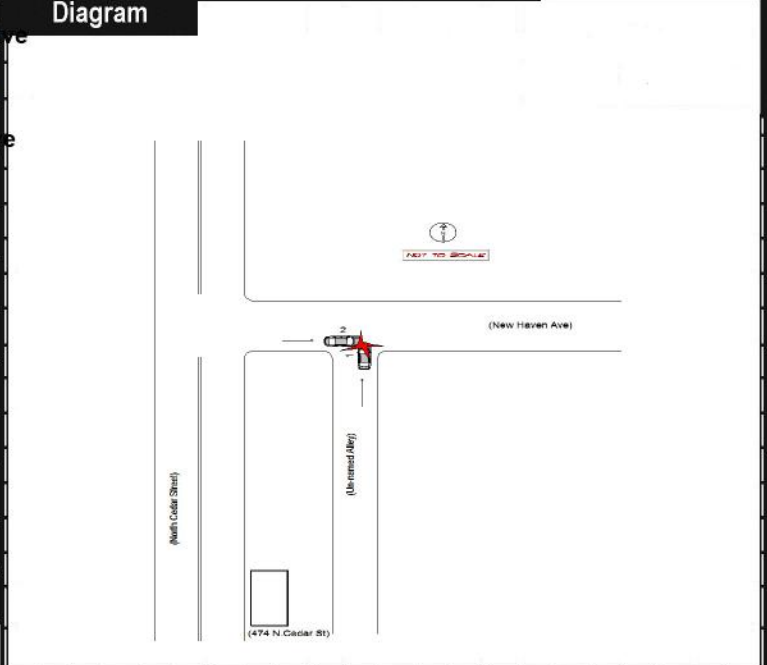 Diagram
ve
e
NOT TO SCALE
(New Haven Ave)
2
1
(Un-named Alley)
(North Cedar Street)
(474 N.Cedar St)